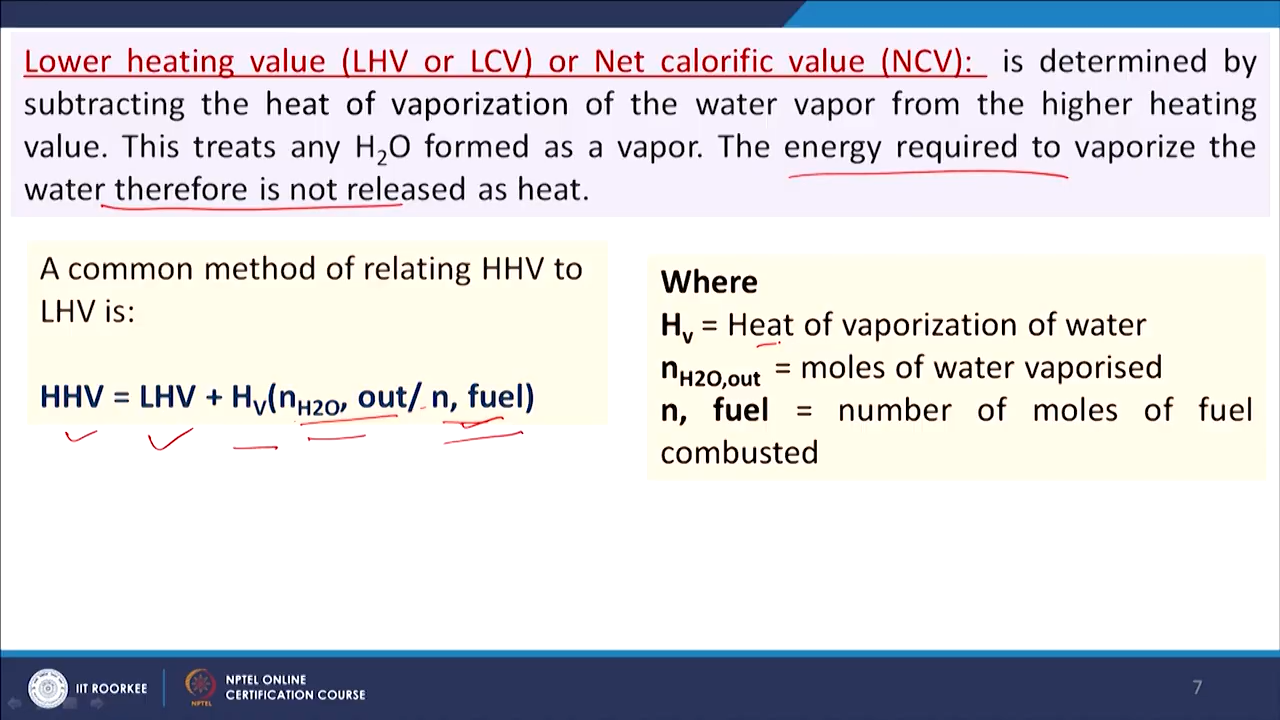 Lower heating value (LHV or LCV) or Net calorific value (NCV): is determined by
subtracting the heat of vaporization of the water vapor from the higher heating
value. This treats any H₂O formed as a vapor. The energy required to vaporize the
water therefore is not released as heat.
A common method of relating HHV to
LHV is:
HHV = LHV + Hᵥ(n_H2O, out/ n, fuel)
Where
Hᵥ = Heat of vaporization of water
n_H2O,out = moles of water vaporised
n, fuel = number of moles of fuel
combusted
IIT ROORKEE
NPTEL
NPTEL ONLINE
CERTIFICATION COURSE
7